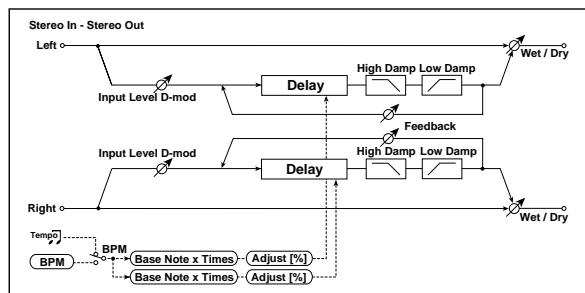 Stereo In - Stereo Out
Left
Wet / Dry
High Damp Low Damp
Delay
Input Level D-mod
Feedback
Input Level D-mod
High Damp Low Damp
Delay
Right
Wet / Dry
Tempo
BPM
BPM
Base Note x Times
Adjust [%]
Base Note x Times
Adjust [%]